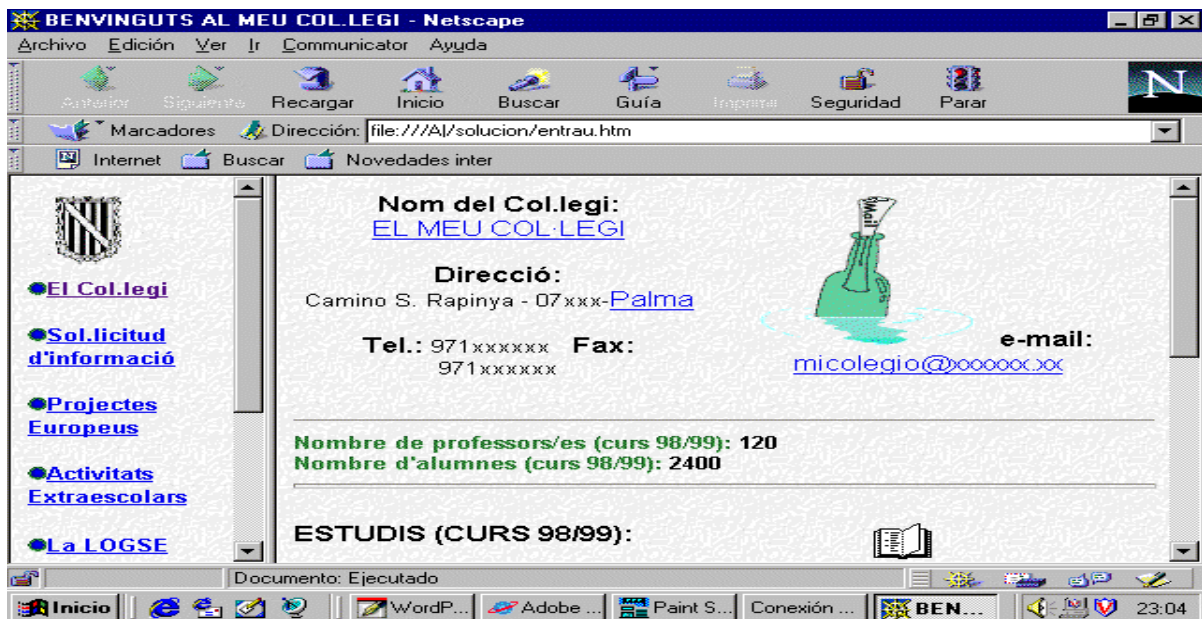 BENVINGUTS AL MEU COL.LEGI - Netscape
Archivo Edición Ver Ir Communicator Ayuda
Anterior Siguiente Recargar Inicio Buscar Guía Imprimir Seguridad Parar
N
Marcadores Dirección: file:///A|/solucion/entrau.htm
Internet Buscar Novedades inter
El Col.legi
Sol.licitud
d'informació
Projectes
Europeus
Activitats
Extraescolars
La LOGSE
Nom del Col.legi:
EL MEU COL·LEGI
Direcció:
Camino S. Rapinya - 07xxx-Palma
Tel.: 971xxxxxx Fax:
971xxxxxx
Mail
e-mail:
micolegio@xxxxxx.xx
Nombre de professors/es (curs 98/99): 120
Nombre d'alumnes (curs 98/99): 2400
ESTUDIS (CURS 98/99):
Documento: Ejecutado
Inicio WordP... Adobe ... Paint S... Conexión ... BEN... 23:04